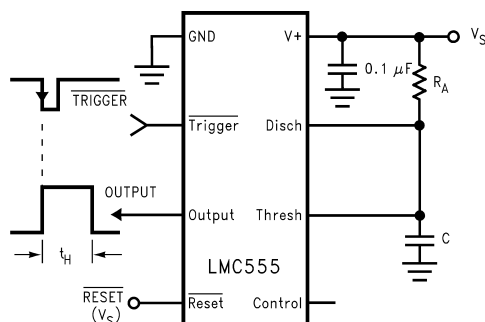 GND
V+
V_S
0.1 μF
R_A
TRIGGER
Trigger
Disch
OUTPUT
Output
Thresh
C
t_H
LMC555
RESET
(V_S)
Reset
Control